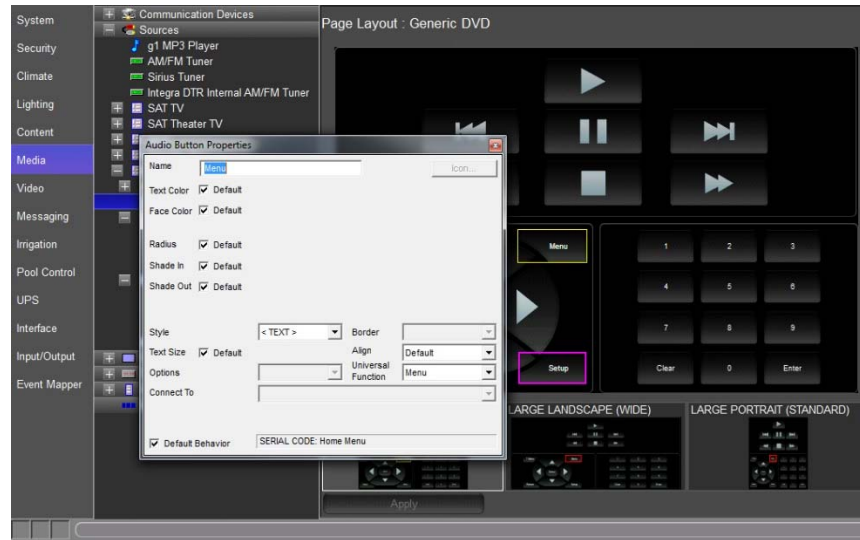 System
Security
Climate
Lighting
Content
Media
Video
Messaging
Irrigation
Pool Control
UPS
Interface
Input/Output
Event Mapper
Communication Devices
Sources
g1 MP3 Player
AM/FM Tuner
Sirius Tuner
Integra DTR Internal AM/FM Tuner
SAT TV
SAT Theater TV
Audio Button Properties
Name Menu Icon...
Text Color Default
Face Color Default
Radius Default
Shade In Default
Shade Out Default
Style < TEXT > Border
Text Size Default Align Default
Options Universal Function Menu
Connect To
Default Behavior SERIAL CODE: Home Menu
Page Layout : Generic DVD
Menu
Setup
1 2 3
4 5 6
7 8 9
Clear 0 Enter
LARGE LANDSCAPE (WIDE)
LARGE PORTRAIT (STANDARD)
Apply